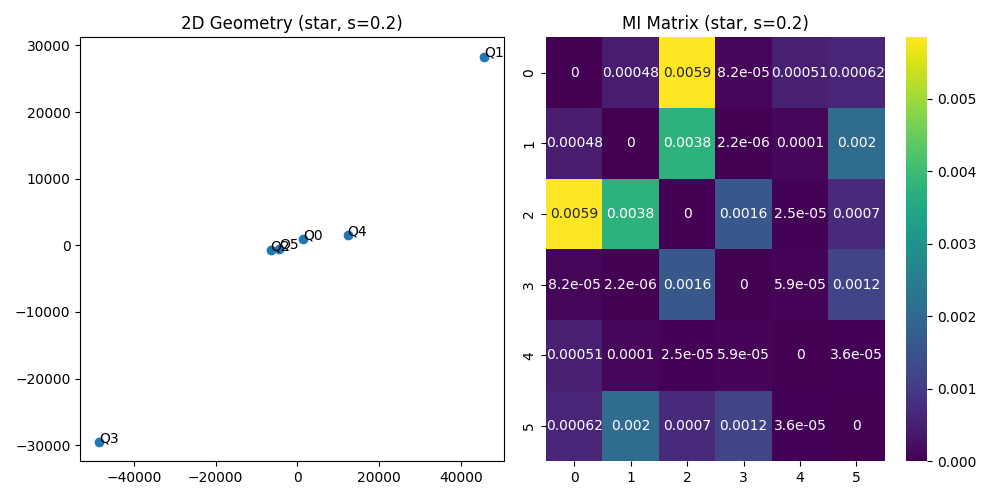 2D Geometry (star, s=0.2)
30000
20000
10000
0
−10000
−20000
−30000
−40000
−20000
0
20000
40000
Q1
Q4
Q0
Q5
Q2
Q3
MI Matrix (star, s=0.2)
0 0 0.00048 0.0059 8.2e-05 0.00051 0.00062
1 0.00048 0 0.0038 2.2e-06 0.0001 0.002
2 0.0059 0.0038 0 0.0016 2.5e-05 0.0007
3 8.2e-05 2.2e-06 0.0016 0 5.9e-05 0.0012
4 0.00051 0.0001 2.5e-05 5.9e-05 0 3.6e-05
5 0.00062 0.002 0.0007 0.0012 3.6e-05 0
0 1 2 3 4 5
0.005
0.004
0.003
0.002
0.001
0.000